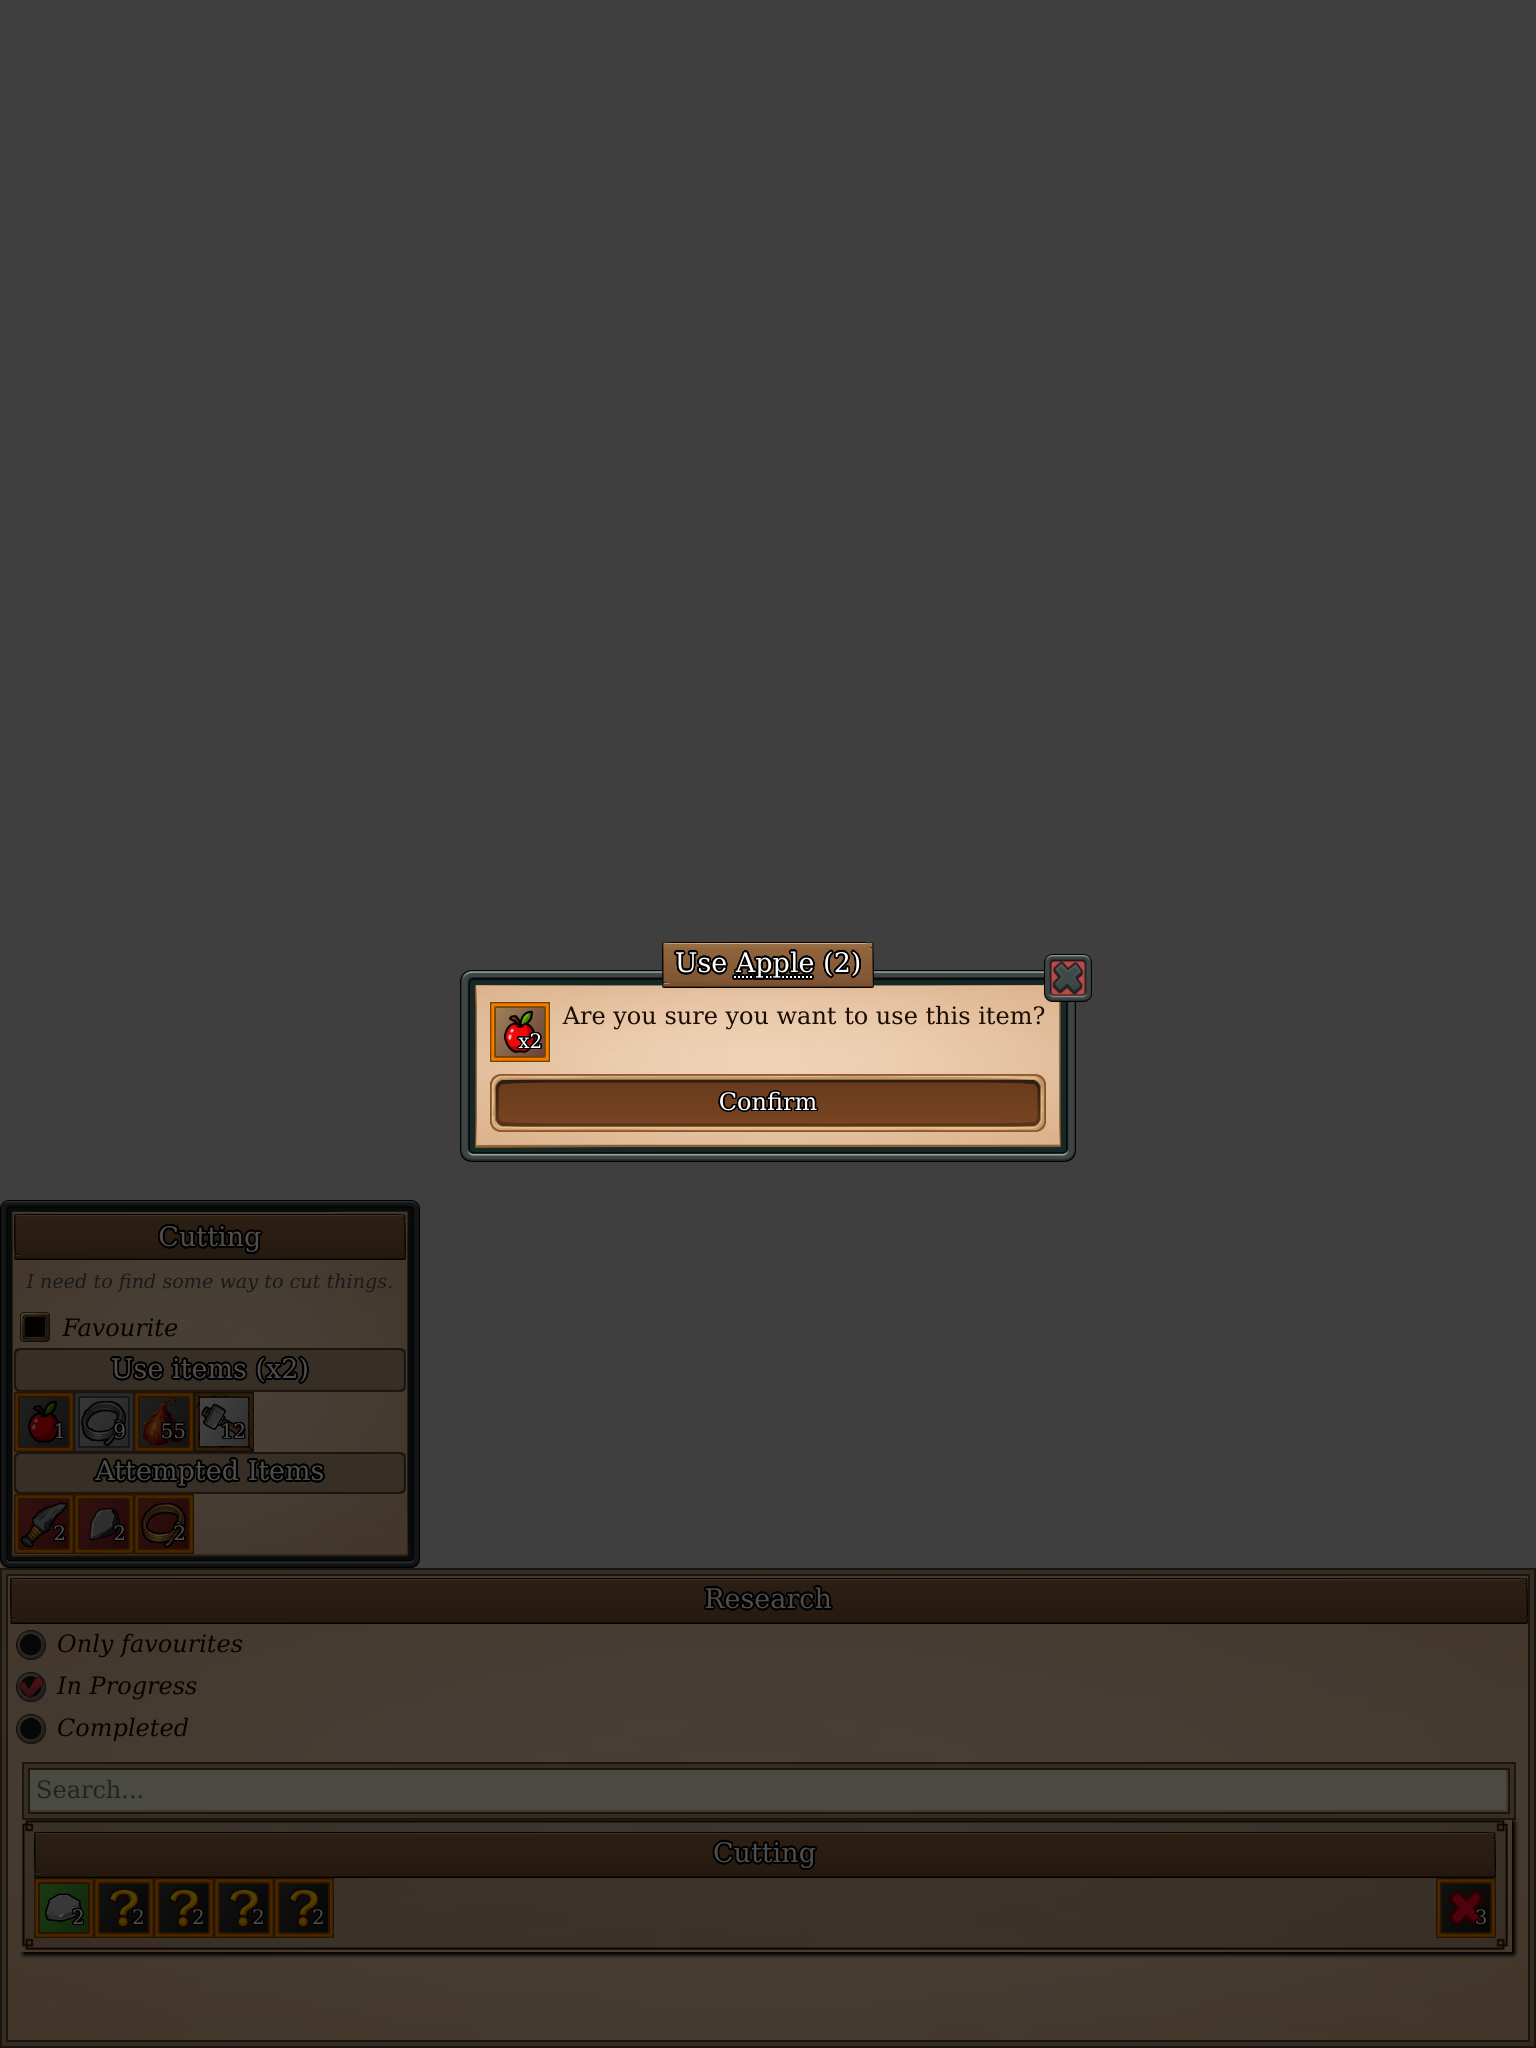 Use Apple (2)
Are you sure you want to use this item?
x2
Confirm
Cutting
I need to find some way to cut things.
Favourite
Use items (x2)
1 9 55 12
Attempted Items
2 2 2
Research
Only favourites
In Progress
Completed
Search...
Cutting
2 ?2 ?2 ?2 ?2 3